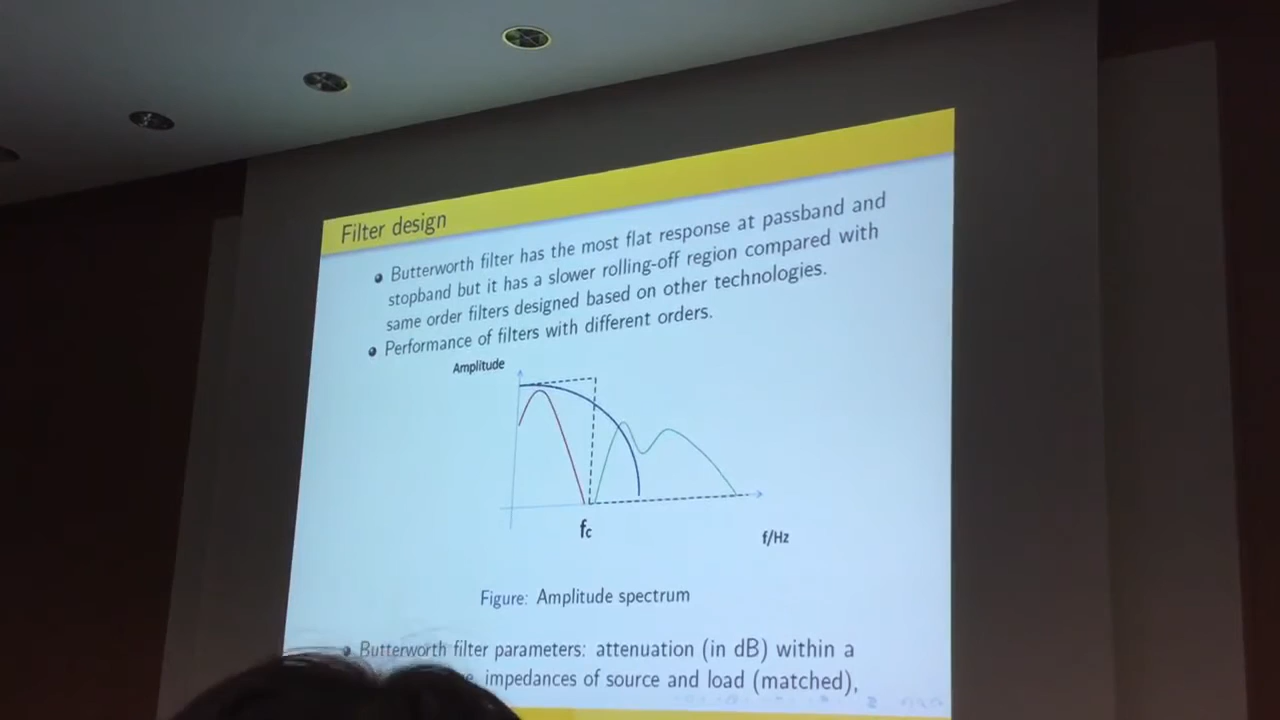 Filter design
Butterworth filter has the most flat response at passband and
stopband but it has a slower rolling-off region compared with
same order filters designed based on other technologies.
Performance of filters with different orders.
Amplitude
fc
f/Hz
Figure: Amplitude spectrum
Butterworth filter parameters: attenuation (in dB) within a
impedances of source and load (matched),